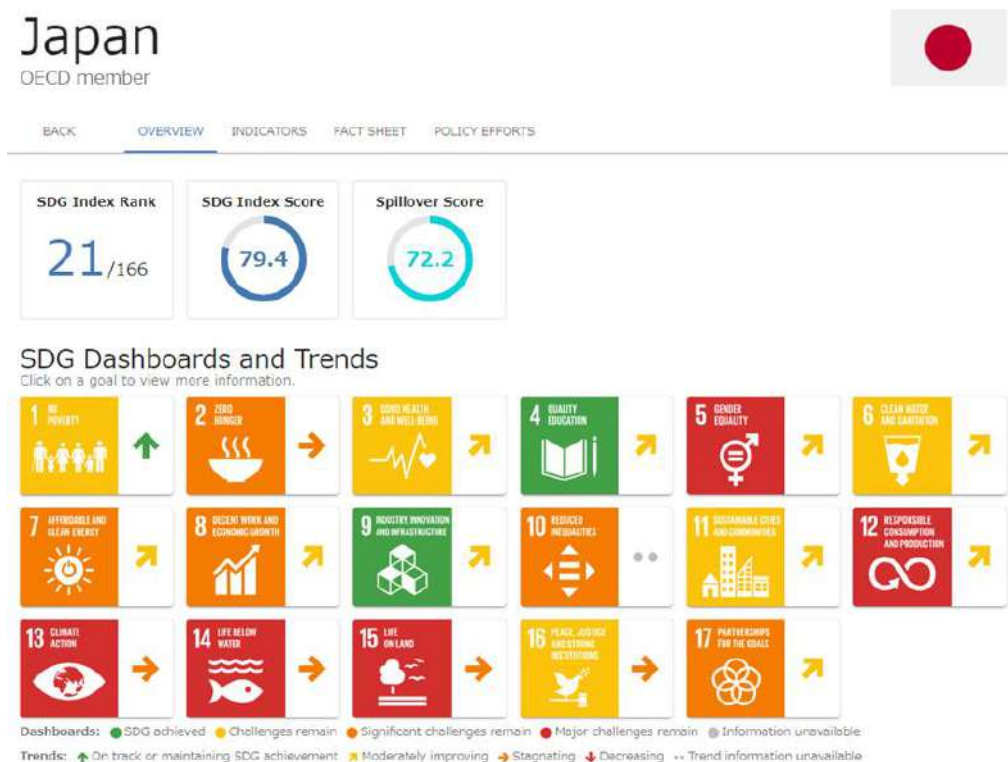 Japan
OECD member
BACK OVERVIEW INDICATORS FACT SHEET POLICY EFFORTS
SDG Index Rank
21/166
SDG Index Score
79.4
Spillover Score
72.2
SDG Dashboards and Trends
Click on a goal to view more information.
1 NO
POVERTY
2 ZERO
HUNGER
3 GOOD HEALTH
AND WELL-BEING
4 QUALITY
EDUCATION
5 GENDER
EQUALITY
6 CLEAN WATER
AND SANITATION
7 AFFORDABLE AND
CLEAN ENERGY
8 DECENT WORK AND
ECONOMIC GROWTH
9 INDUSTRY, INNOVATION
AND INFRASTRUCTURE
10 REDUCED
INEQUALITIES
11 SUSTAINABLE CITIES
AND COMMUNITIES
12 RESPONSIBLE
CONSUMPTION
AND PRODUCTION
13 CLIMATE
ACTION
14 LIFE BELOW
WATER
15 LIFE
ON LAND
16 PEACE, JUSTICE
AND STRONG
INSTITUTIONS
17 PARTNERSHIPS
FOR THE GOALS
Dashboards: SDG achieved Challenges remain Significant challenges remain Major challenges remain Information unavailable
Trends: On track or maintaining SDG achievement Moderately improving Stagnating Decreasing Trend information unavailable